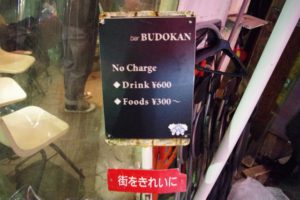 bar BUDOKAN
No Charge
◆Drink ¥600
◆Foods ¥300～
街をきれいに